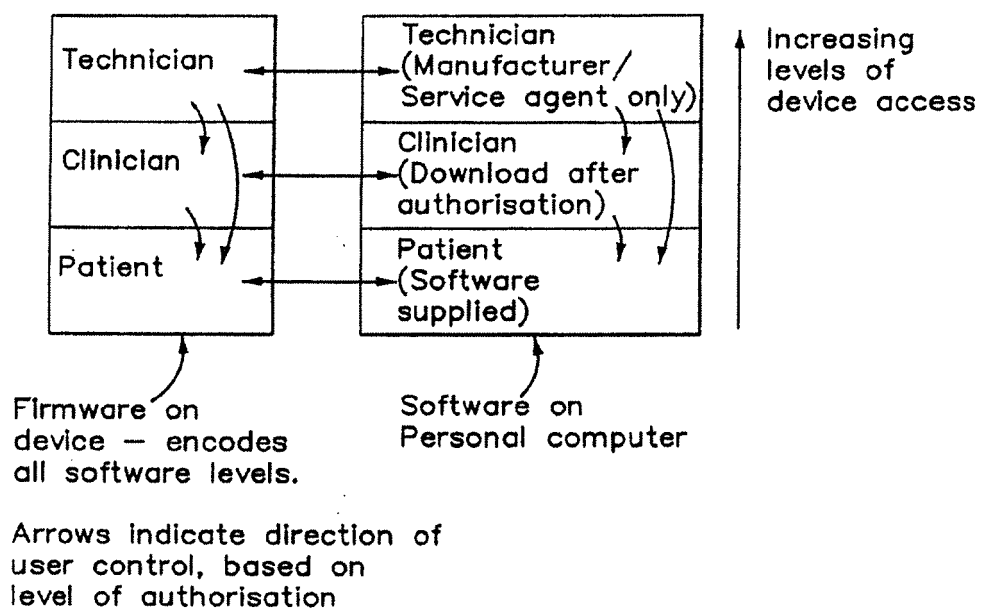 Technician
Clinician
Patient
Technician
(Manufacturer/
Service agent only)
Clinician
(Download after
authorisation)
Patient
(Software
supplied)
Increasing
levels of
device access
Firmware on
device — encodes
all software levels.
Software on
Personal computer
Arrows indicate direction of
user control, based on
level of authorisation